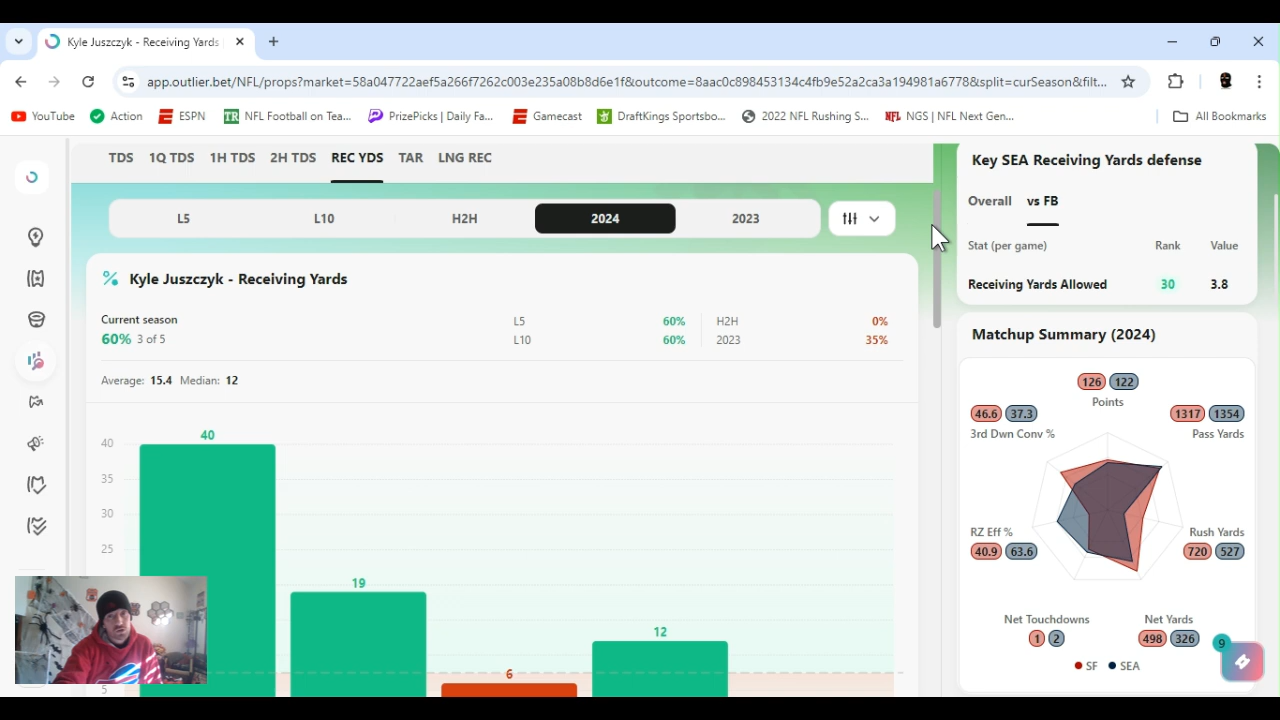 Kyle Juszczyk - Receiving Yards
app.outlier.bet/NFL/props?market=58a047722aef5a266f7262c003e235a08b8d6e1f&outcome=8aac0c898453134c4fb9e52a2ca3a194981a6778&split=curSeason&filt...
YouTube Action ESPN NFL Football on Tea... PrizePicks | Daily Fa... Gamecast DraftKings Sportsbo... 2022 NFL Rushing S... NGS | NFL Next Gen... All Bookmarks
TDS 1Q TDS 1H TDS 2H TDS REC YDS TAR LNG REC
L5 L10 H2H 2024 2023
Kyle Juszczyk - Receiving Yards
Current season
60% 3 of 5
L5 60%
L10 60%
H2H 0%
2023 35%
Average: 15.4 Median: 12
40
35
30
25
5
40
19
6
12
Key SEA Receiving Yards defense
Overall vs FB
Stat (per game) Rank Value
Receiving Yards Allowed 30 3.8
Matchup Summary (2024)
126 122
Points
46.6 37.3
3rd Dwn Conv %
1317 1354
Pass Yards
RZ Eff %
40.9 63.6
Rush Yards
720 527
Net Touchdowns
1 2
Net Yards
498 326
SF SEA
9